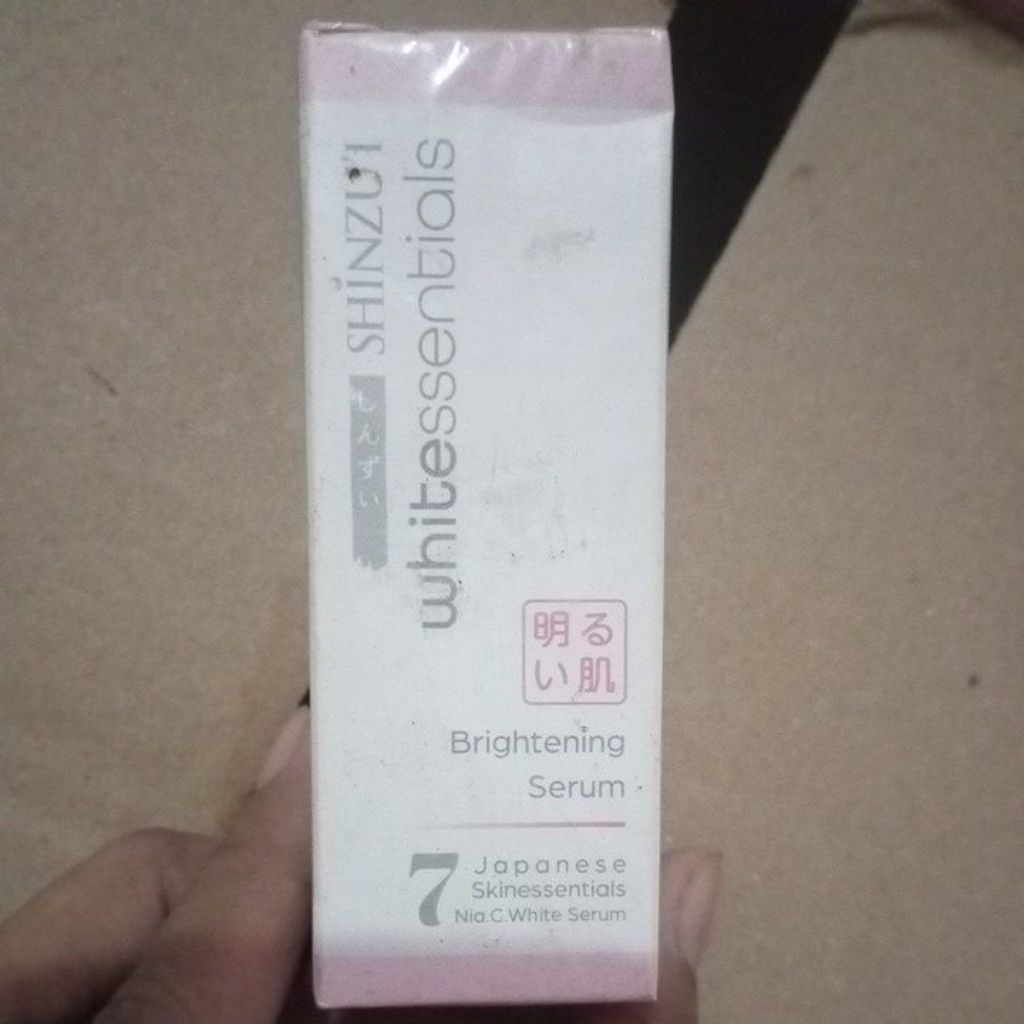 SHINZU'I
しんずい
whitessentials
明る
い肌
Brightening
Serum
7 Japanese
Skinessentials
Nia.C.White Serum